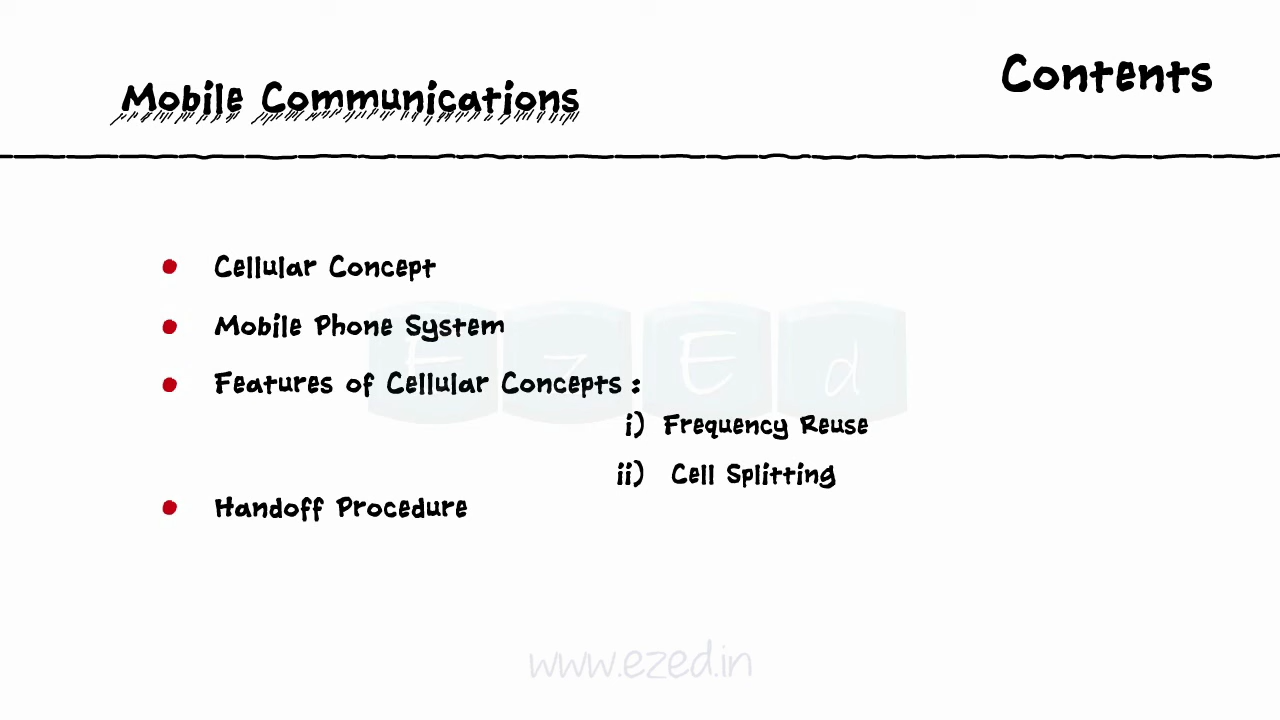 Contents
Mobile Communications
• Cellular Concept
• Mobile Phone System
• Features of Cellular Concepts :
i) Frequency Reuse
ii) Cell Splitting
• Handoff Procedure
EzEd
www.ezed.in